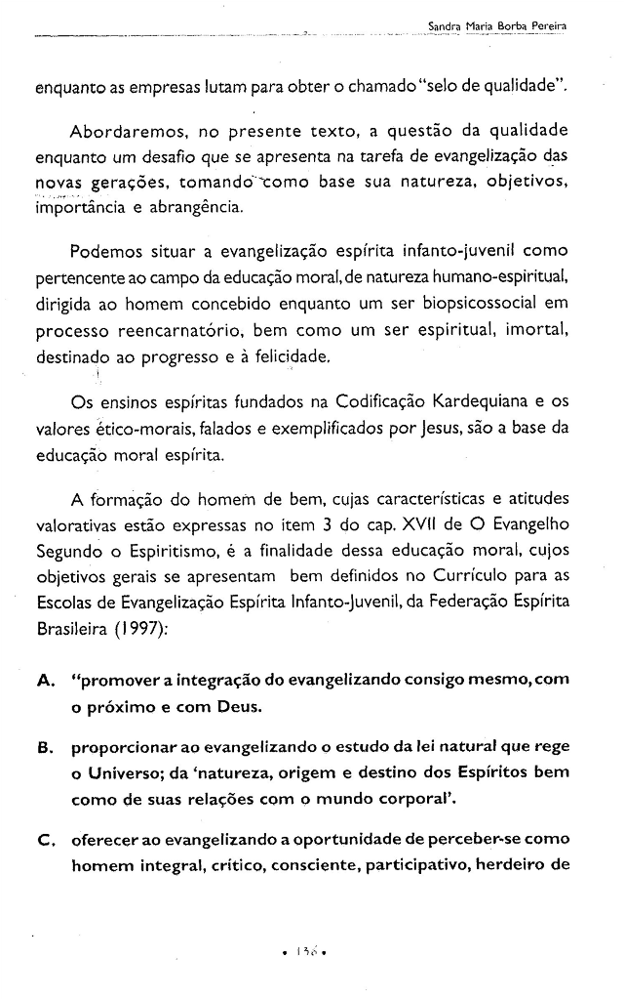 Sandra Maria Borba Pereira
enquanto as empresas lutam para obter o chamado "selo de qualidade".
Abordaremos, no presente texto, a questão da qualidade
enquanto um desafio que se apresenta na tarefa de evangelização das
novas gerações, tomando como base sua natureza, objetivos,
importância e abrangência.
Podemos situar a evangelização espírita infanto-juvenil como
pertencente ao campo da educação moral, de natureza humano-espiritual,
dirigida ao homem concebido enquanto um ser biopsicossocial em
processo reencarnatório, bem como um ser espiritual, imortal,
destinado ao progresso e à felicidade.
Os ensinos espíritas fundados na Codificação Kardequiana e os
valores ético-morais, falados e exemplificados por Jesus, são a base da
educação moral espírita.
A formação do homem de bem, cujas características e atitudes
valorativas estão expressas no item 3 do cap. XVII de O Evangelho
Segundo o Espiritismo, é a finalidade dessa educação moral, cujos
objetivos gerais se apresentam bem definidos no Currículo para as
Escolas de Evangelização Espírita Infanto-Juvenil, da Federação Espírita
Brasileira (1997):
A. "promover a integração do evangelizando consigo mesmo, com
o próximo e com Deus.
B. proporcionar ao evangelizando o estudo da lei natural que rege
o Universo; da 'natureza, origem e destino dos Espíritos bem
como de suas relações com o mundo corporal'.
C. oferecer ao evangelizando a oportunidade de perceber-se como
homem integral, crítico, consciente, participativo, herdeiro de
• 136 •